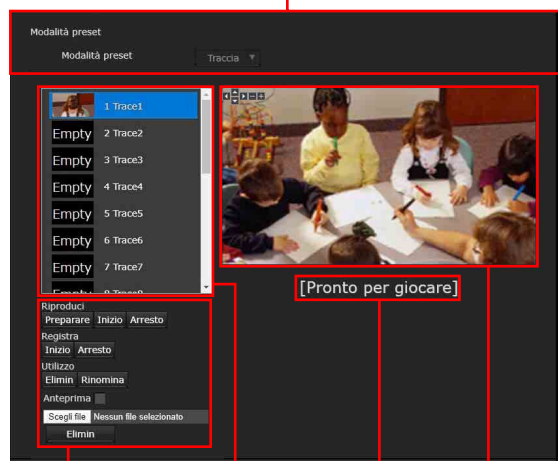 Modalità preset
Modalità preset Traccia
1 Trace1
Empty 2 Trace2
Empty 3 Trace3
Empty 4 Trace4
Empty 5 Trace5
Empty 6 Trace6
Empty 7 Trace7
Empty 8 Trace8
[Pronto per giocare]
Riproduci
Preparare Inizio Arresto
Registra
Inizio Arresto
Utilizzo
Elimin Rinomina
Anteprima
Scegli file Nessun file selezionato
Elimin